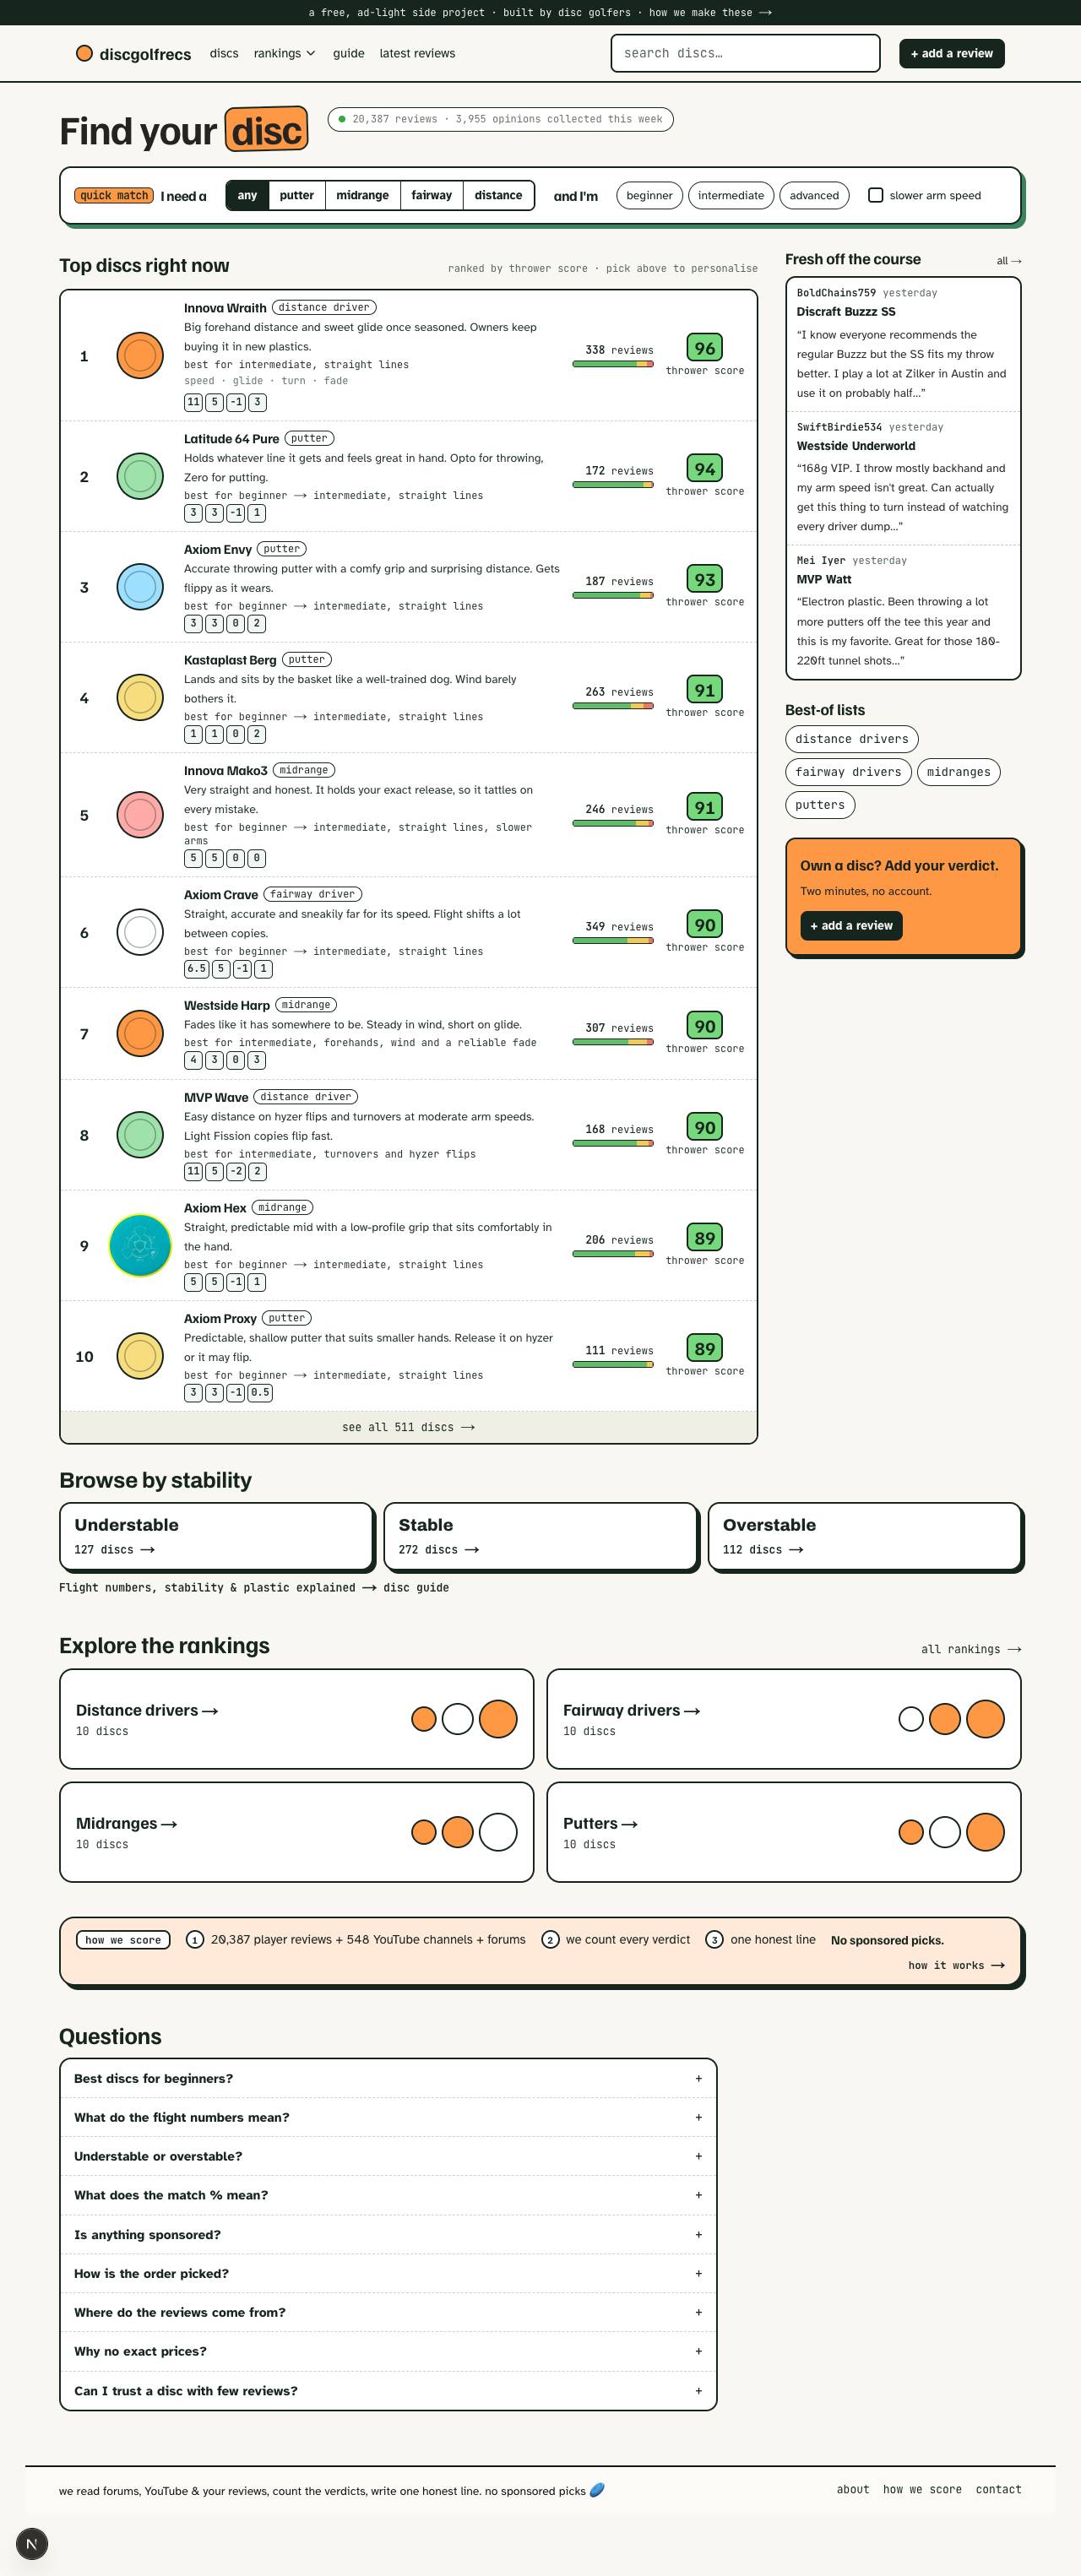 a free, ad-light side project · built by disc golfers · how we make these →
discgolfrecs
discs
rankings
guide
latest reviews
search discs…
+ add a review
Find your disc
20,387 reviews · 3,955 opinions collected this week
quick match
I need a
any
putter
midrange
fairway
distance
and I'm
beginner
intermediate
advanced
slower arm speed
Top discs right now
ranked by thrower score · pick above to personalise
1
Innova Wraith
distance driver
Big forehand distance and sweet glide once seasoned. Owners keep
buying it in new plastics.
best for intermediate, straight lines
speed · glide · turn · fade
11 5 -1 3
338 reviews
96
thrower score
2
Latitude 64 Pure
putter
Holds whatever line it gets and feels great in hand. Opto for throwing,
Zero for putting.
best for beginner → intermediate, straight lines
3 3 -1 1
172 reviews
94
thrower score
3
Axiom Envy
putter
Accurate throwing putter with a comfy grip and surprising distance. Gets
flippy as it wears.
best for beginner → intermediate, straight lines
3 3 0 2
187 reviews
93
thrower score
4
Kastaplast Berg
putter
Lands and sits by the basket like a well-trained dog. Wind barely
bothers it.
best for beginner → intermediate, straight lines
1 1 0 2
263 reviews
91
thrower score
5
Innova Mako3
midrange
Very straight and honest. It holds your exact release, so it tattles on
every mistake.
best for beginner → intermediate, straight lines, slower
arms
5 5 0 0
246 reviews
91
thrower score
6
Axiom Crave
fairway driver
Straight, accurate and sneakily far for its speed. Flight shifts a lot
between copies.
best for beginner → intermediate, straight lines
6.5 5 -1 1
349 reviews
90
thrower score
7
Westside Harp
midrange
Fades like it has somewhere to be. Steady in wind, short on glide.
best for intermediate, forehands, wind and a reliable fade
4 3 0 3
307 reviews
90
thrower score
8
MVP Wave
distance driver
Easy distance on hyzer flips and turnovers at moderate arm speeds.
Light Fission copies flip fast.
best for intermediate, turnovers and hyzer flips
11 5 -2 2
168 reviews
90
thrower score
9
Axiom Hex
midrange
Straight, predictable mid with a low-profile grip that sits comfortably in
the hand.
best for beginner → intermediate, straight lines
5 5 -1 1
206 reviews
89
thrower score
10
Axiom Proxy
putter
Predictable, shallow putter that suits smaller hands. Release it on hyzer
or it may flip.
best for beginner → intermediate, straight lines
3 3 -1 0.5
111 reviews
89
thrower score
see all 511 discs →
Fresh off the course
all →
BoldChains759 yesterday
Discraft Buzzz SS
“I know everyone recommends the
regular Buzzz but the SS fits my throw
better. I play a lot at Zilker in Austin and
use it on probably half…”
SwiftBirdie534 yesterday
Westside Underworld
“168g VIP. I throw mostly backhand and
my arm speed isn't great. Can actually
get this thing to turn instead of watching
every driver dump…”
Mei Iyer yesterday
MVP Watt
“Electron plastic. Been throwing a lot
more putters off the tee this year and
this is my favorite. Great for those 180-
220ft tunnel shots…”
Best-of lists
distance drivers
fairway drivers
midranges
putters
Own a disc? Add your verdict.
Two minutes, no account.
+ add a review
Browse by stability
Understable
127 discs →
Stable
272 discs →
Overstable
112 discs →
Flight numbers, stability & plastic explained → disc guide
Explore the rankings
all rankings →
Distance drivers →
10 discs
Fairway drivers →
10 discs
Midranges →
10 discs
Putters →
10 discs
how we score
1 20,387 player reviews + 548 YouTube channels + forums
2 we count every verdict
3 one honest line
No sponsored picks.
how it works →
Questions
Best discs for beginners? +
What do the flight numbers mean? +
Understable or overstable? +
What does the match % mean? +
Is anything sponsored? +
How is the order picked? +
Where do the reviews come from? +
Why no exact prices? +
Can I trust a disc with few reviews? +
we read forums, YouTube & your reviews, count the verdicts, write one honest line. no sponsored picks
about
how we score
contact
N